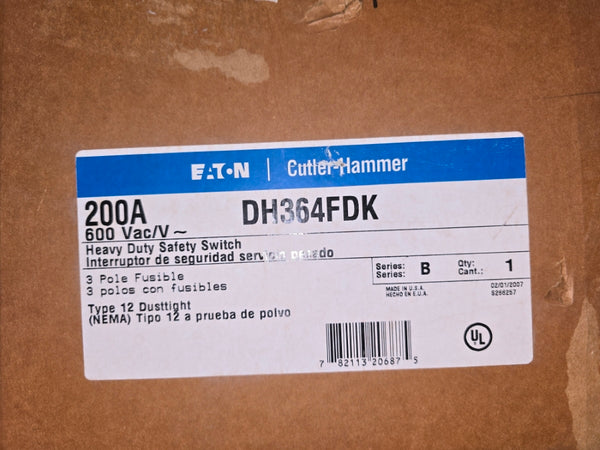 EATON | Cutler-Hammer
200A DH364FDK
600 Vac/V ~
Heavy Duty Safety Switch
Interruptor de seguridad servicio pesado
3 Pole Fusible
3 polos con fusibles
Type 12 Dusttight
(NEMA) Tipo 12 a prueba de polvo
Series: B Qty: 1
Series: Cant.:
MADE IN U.S.A. 02/01/2007
HECHO EN E.U.A. 5266257
7 82113 20687 5
UL